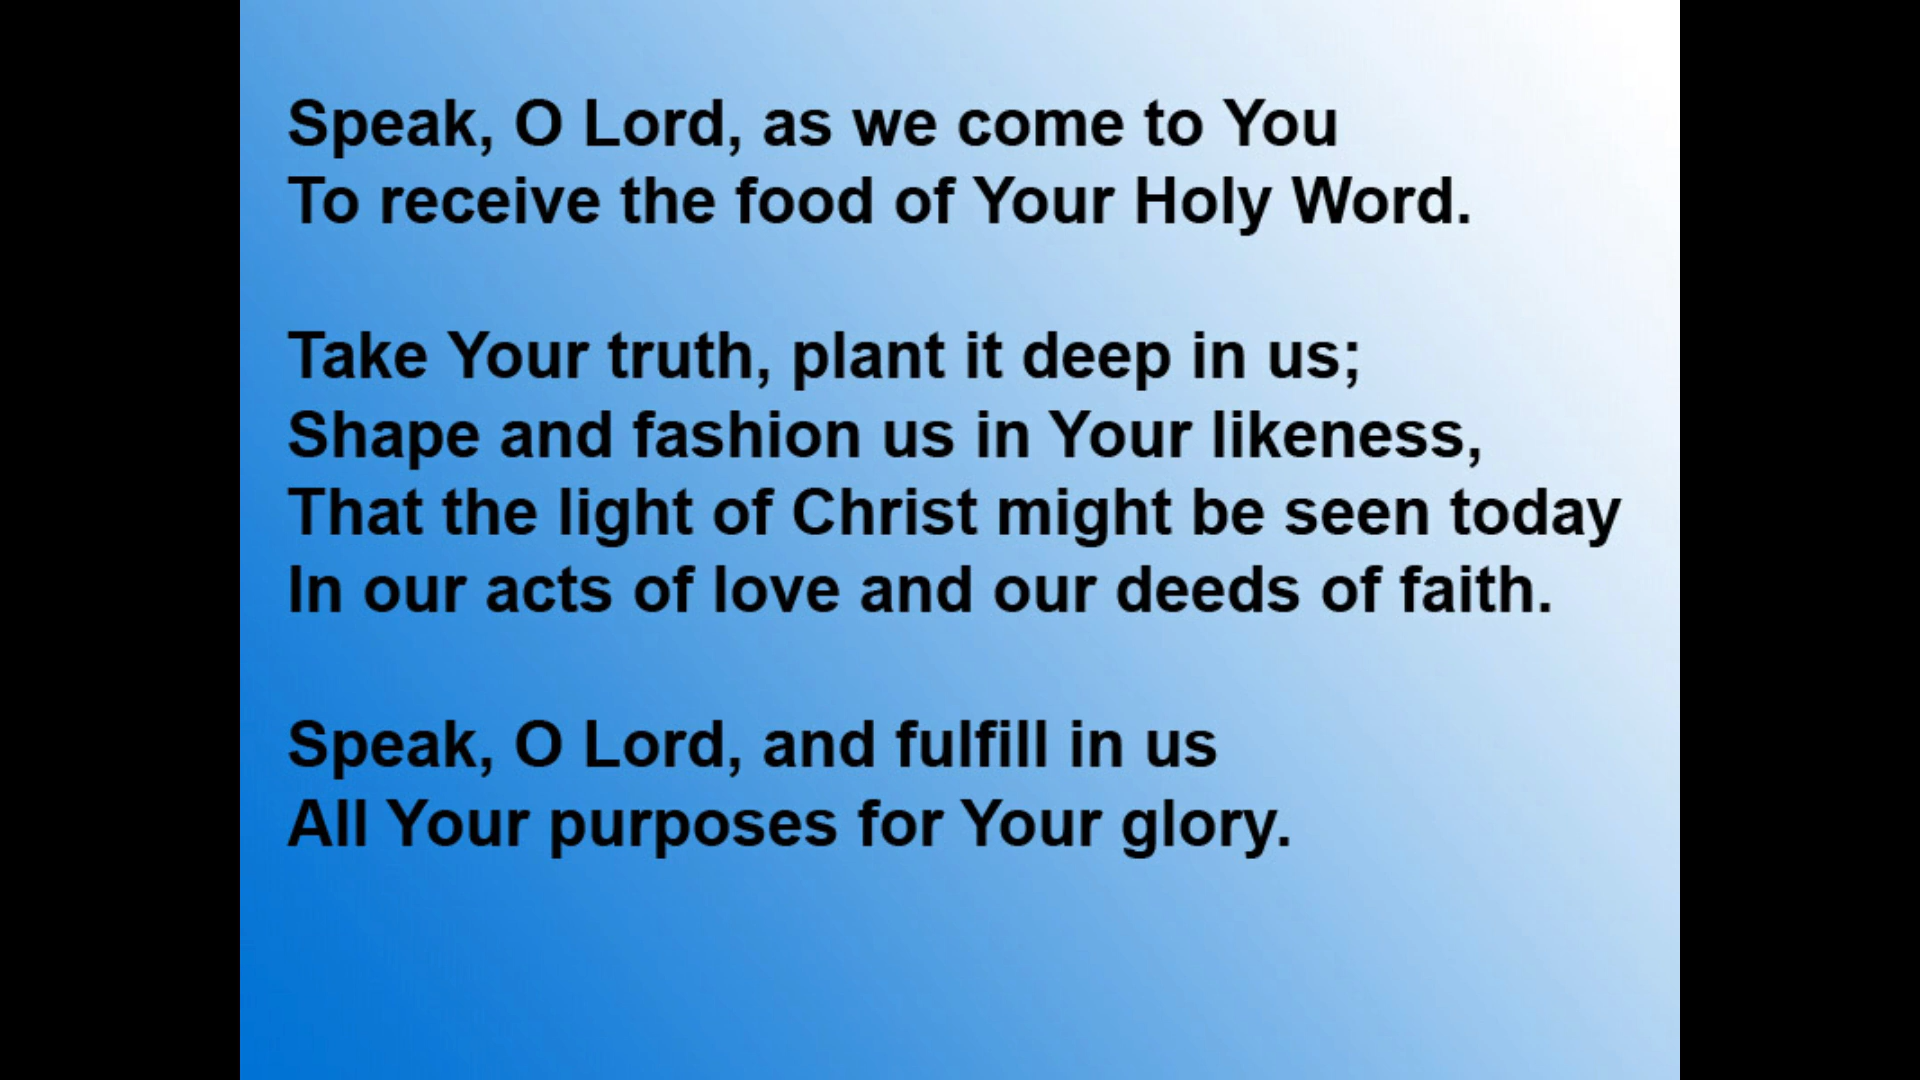 Speak, O Lord, as we come to You
To receive the food of Your Holy Word.
Take Your truth, plant it deep in us;
Shape and fashion us in Your likeness,
That the light of Christ might be seen today
In our acts of love and our deeds of faith.
Speak, O Lord, and fulfill in us
All Your purposes for Your glory.